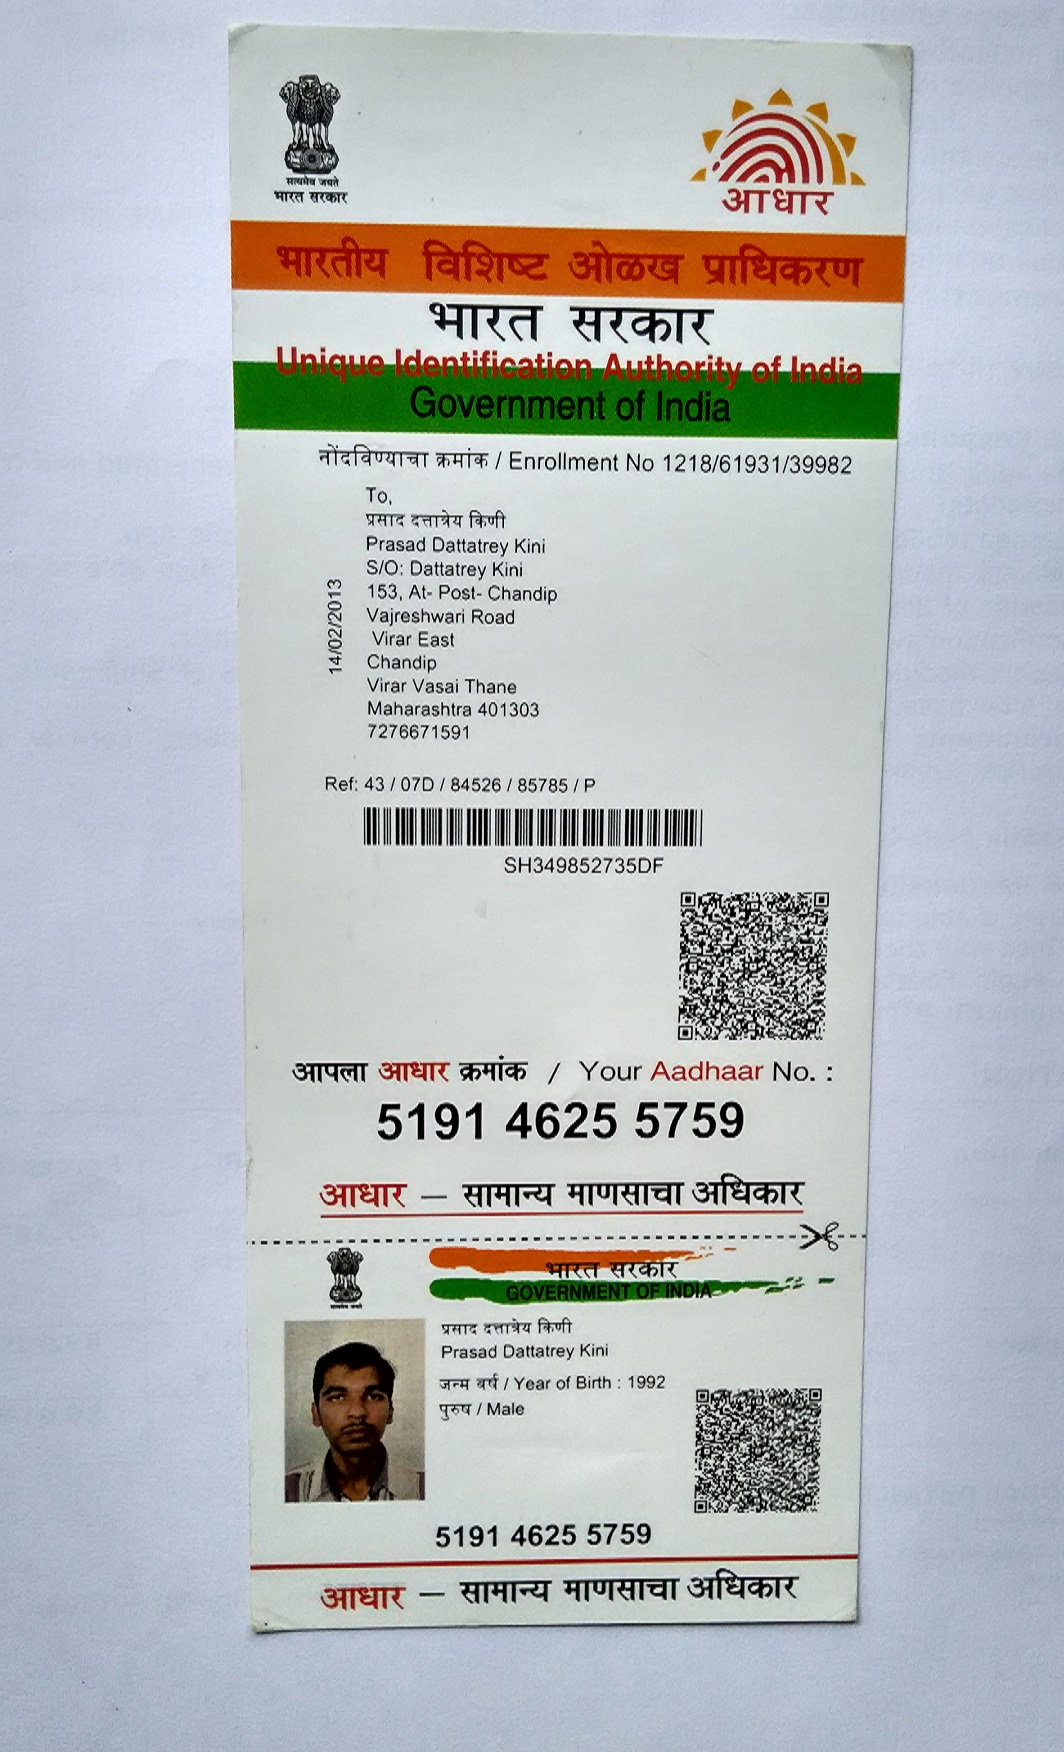 सत्यमेव जयते
भारत सरकार
आधार
भारतीय विशिष्ट ओळख प्राधिकरण
भारत सरकार
Unique Identification Authority of India
Government of India
नोंदविण्याचा क्रमांक / Enrollment No 1218/61931/39982
To,
प्रसाद दत्तात्रेय किणी
Prasad Dattatrey Kini
S/O: Dattatrey Kini
153, At- Post- Chandip
Vajreshwari Road
Virar East
Chandip
Virar Vasai Thane
Maharashtra 401303
7276671591
14/02/2013
Ref: 43 / 07D / 84526 / 85785 / P
SH349852735DF
आपला आधार क्रमांक / Your Aadhaar No. :
5191 4625 5759
आधार — सामान्य माणसाचा अधिकार
भारत सरकार
GOVERNMENT OF INDIA
प्रसाद दत्तात्रेय किणी
Prasad Dattatrey Kini
जन्म वर्ष / Year of Birth : 1992
पुरुष / Male
5191 4625 5759
आधार — सामान्य माणसाचा अधिकार